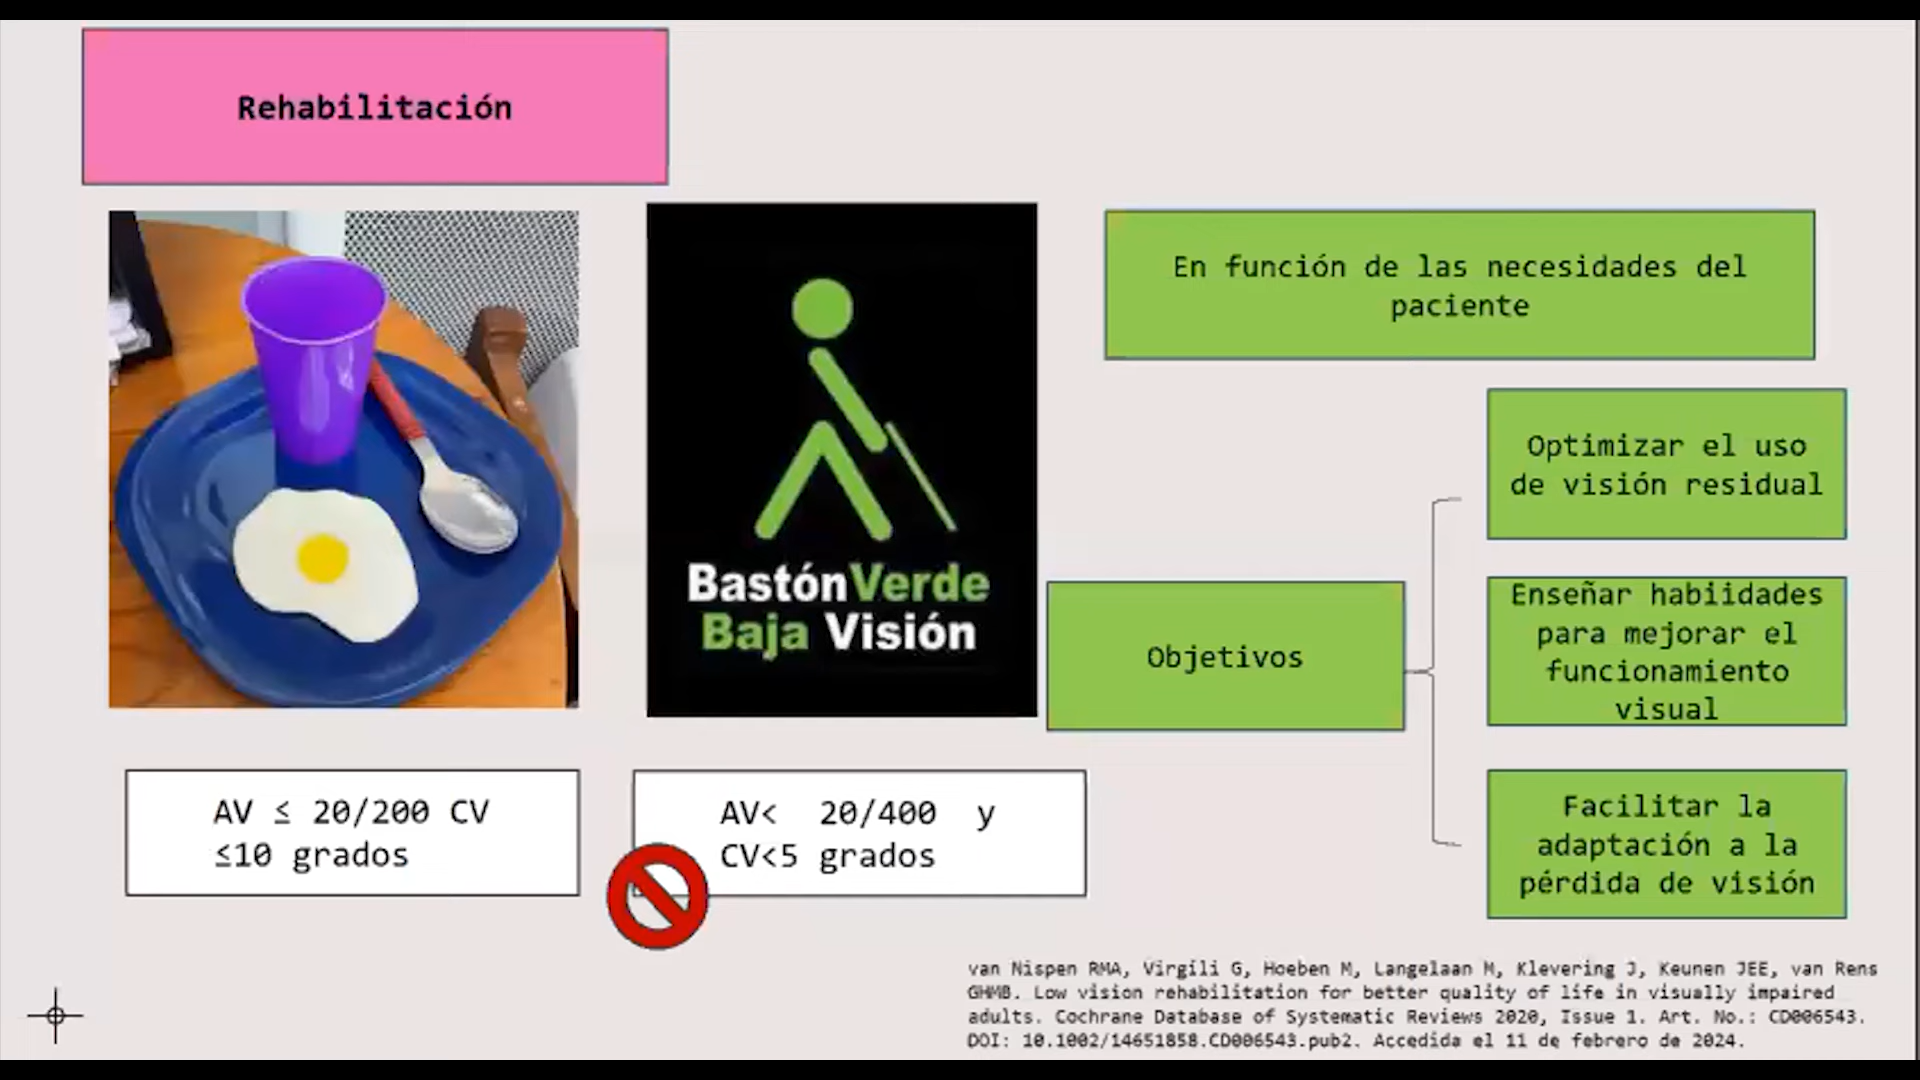 Rehabilitación
En función de las necesidades del
paciente
BastónVerde
Baja Visión
Objetivos
Optimizar el uso
de visión residual
Enseñar habiidades
para mejorar el
funcionamiento
visual
Facilitar la
adaptación a la
pérdida de visión
AV ≤ 20/200 CV
≤10 grados
AV< 20/400 y
CV<5 grados
van Nispen RMA, Virgili G, Hoeben M, Langelaan M, Klevering J, Keunen JEE, van Rens
GHMB. Low vision rehabilitation for better quality of life in visually impaired
adults. Cochrane Database of Systematic Reviews 2020, Issue 1. Art. No.: CD006543.
DOI: 10.1002/14651858.CD006543.pub2. Accedida el 11 de febrero de 2024.